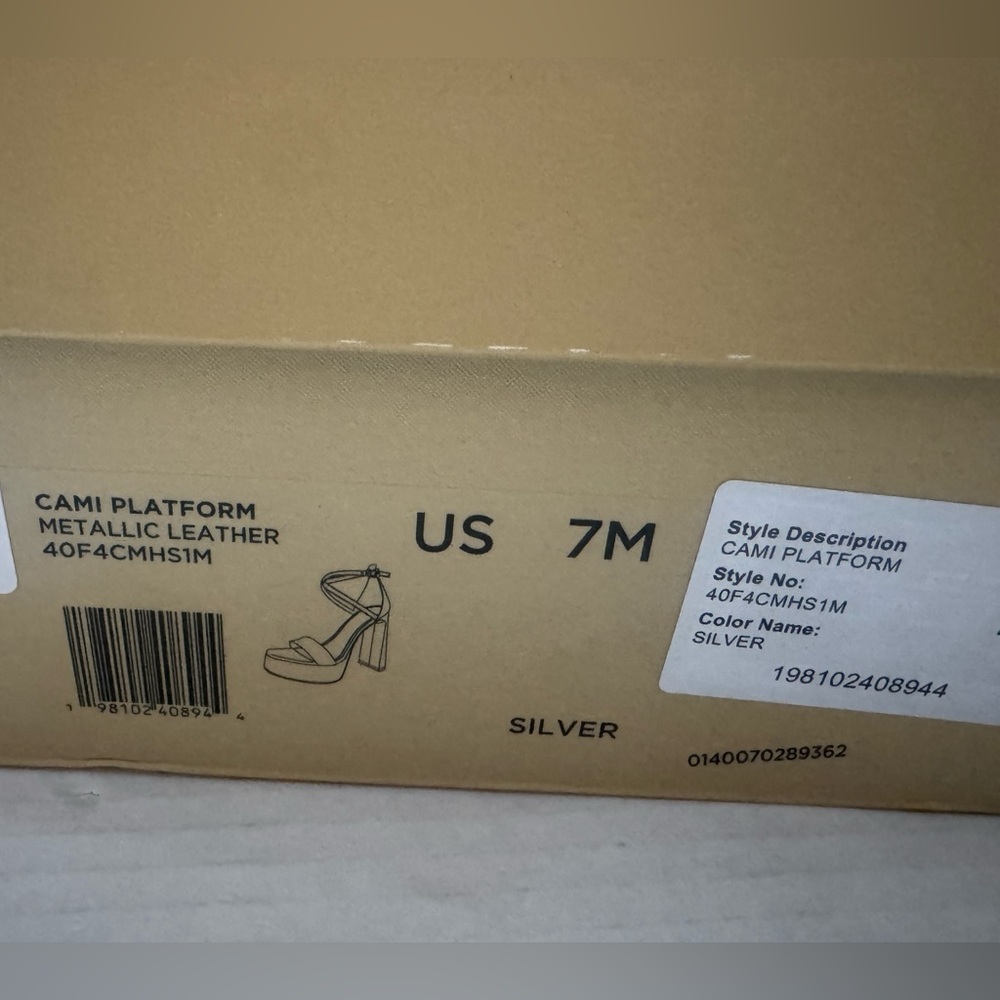 CAMI PLATFORM
METALLIC LEATHER
40F4CMHS1M
US 7M
1 98102 40894 4
SILVER
0140070289362
Style Description
CAMI PLATFORM
Style No:
40F4CMHS1M
Color Name:
SILVER
198102408944